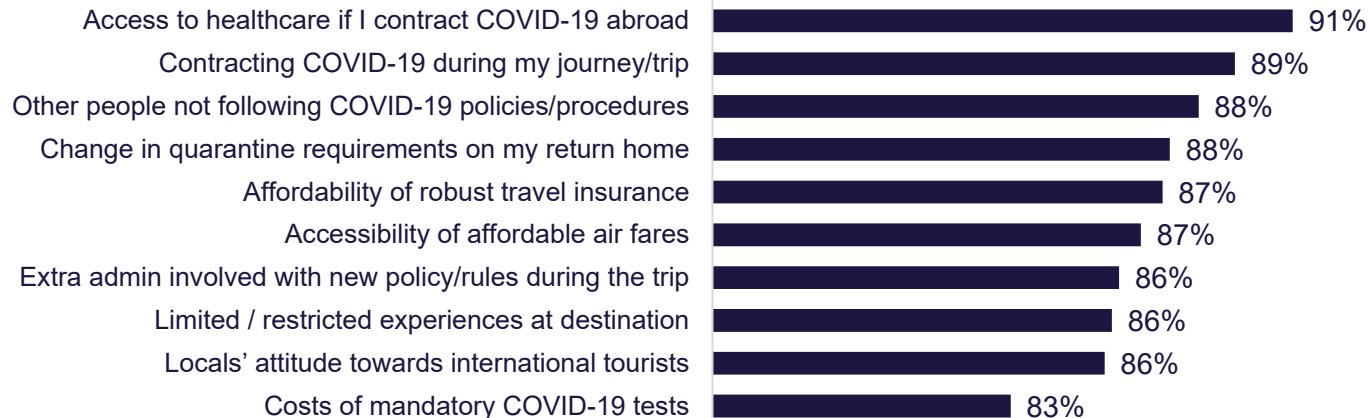 Access to healthcare if I contract COVID-19 abroad 91%
Contracting COVID-19 during my journey/trip 89%
Other people not following COVID-19 policies/procedures 88%
Change in quarantine requirements on my return home 88%
Affordability of robust travel insurance 87%
Accessibility of affordable air fares 87%
Extra admin involved with new policy/rules during the trip 86%
Limited / restricted experiences at destination 86%
Locals’ attitude towards international tourists 86%
Costs of mandatory COVID-19 tests 83%